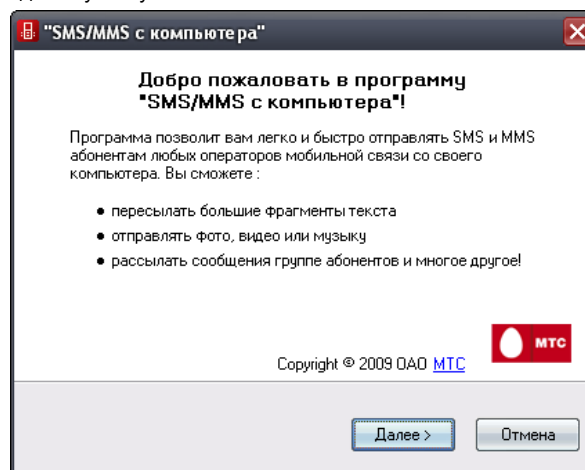 "SMS/MMS с компьютера"
Добро пожаловать в программу
"SMS/MMS с компьютера"!
Программа позволит вам легко и быстро отправлять SMS и MMS
абонентам любых операторов мобильной связи со своего
компьютера. Вы сможете :
● пересылать большие фрагменты текста
● отправлять фото, видео или музыку
● рассылать сообщения группе абонентов и многое другое!
МТС
Copyright © 2009 ОАО МТС
Далее > Отмена